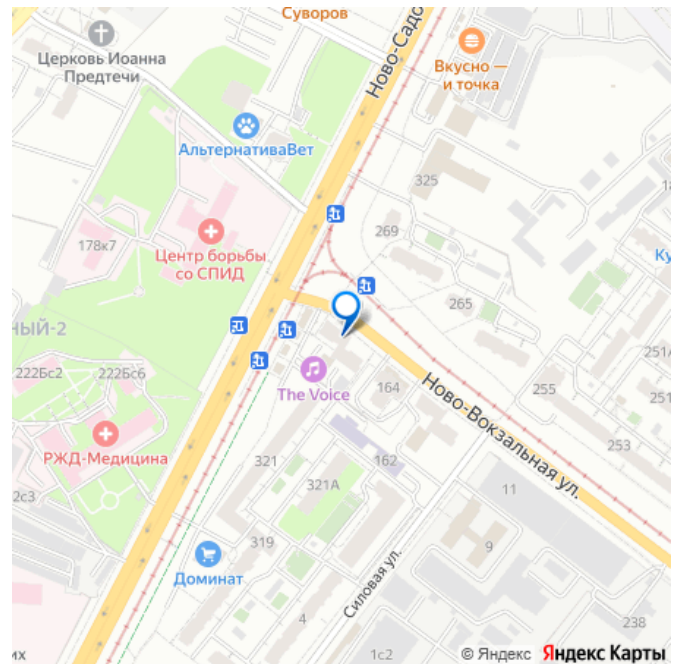 Суворов
Церковь Иоанна
Предтечи
Ново-Садо
Вкусно —
и точка
АльтернативаВет
325
178к7
Центр борьбы
со СПИД
269
Ку
265
НЫЙ-2
222Бс2
222Бс6
The Voice
164
Ново-Вокзальная ул.
255
251
253
РЖД-Медицина
2с3
321
321А
162
11
9
319
Доминат
Силовая ул.
4
238
их
1с2
© Яндекс Яндекс Карты